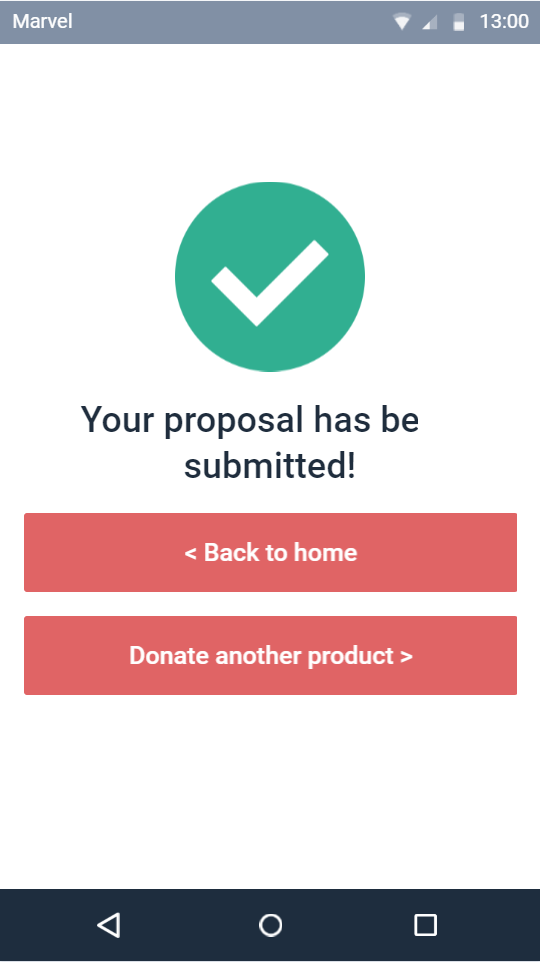 Marvel
13:00
Your proposal has be
submitted!
< Back to home
Donate another product >